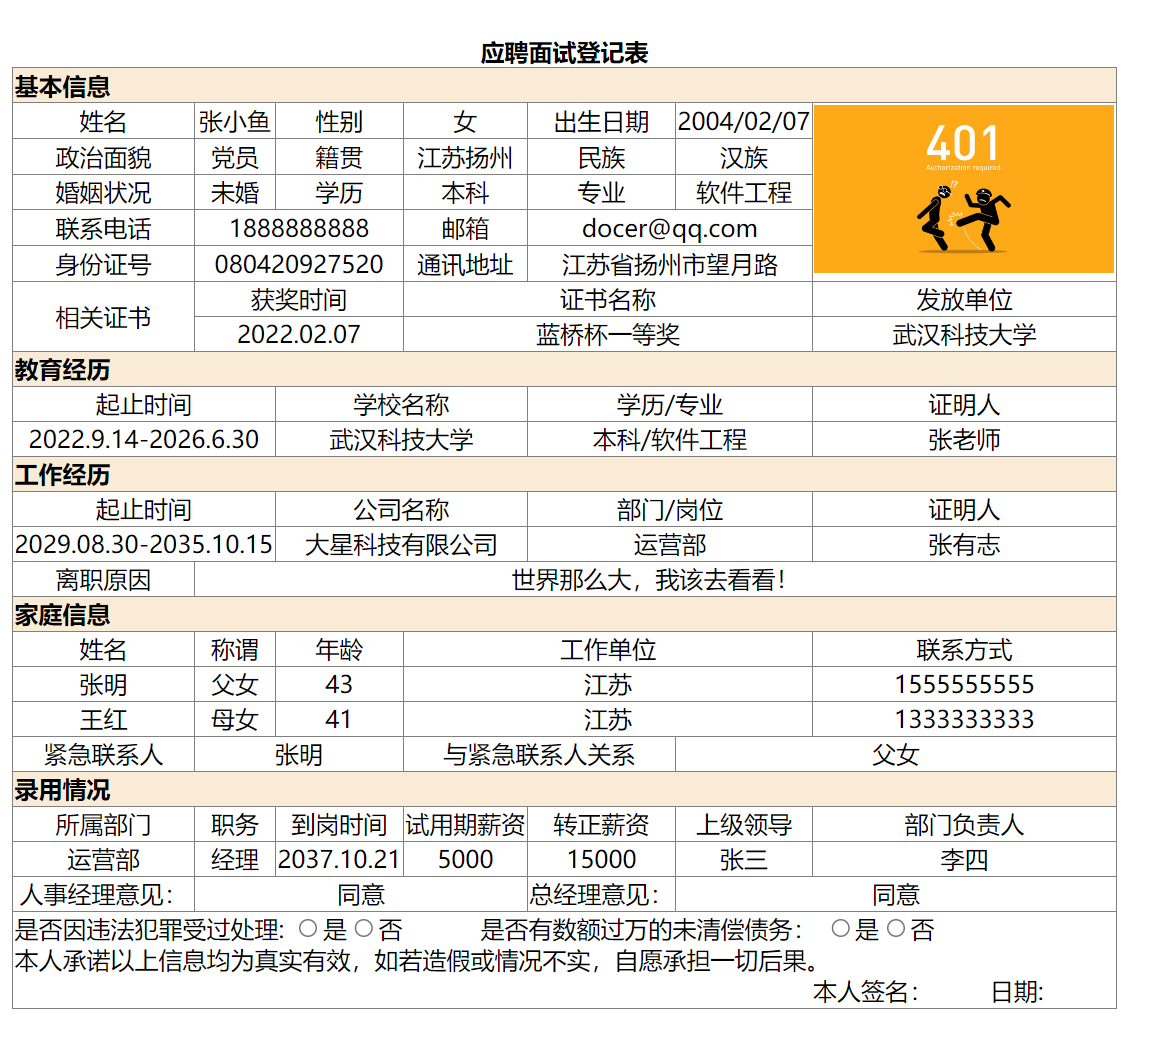 应聘面试登记表
基本信息
姓名 张小鱼 性别 女 出生日期 2004/02/07
401
Authorization required.
!?
政治面貌 党员 籍贯 江苏扬州 民族 汉族
婚姻状况 未婚 学历 本科 专业 软件工程
联系电话 1888888888 邮箱 docer@qq.com
身份证号 080420927520 通讯地址 江苏省扬州市望月路
相关证书 获奖时间 证书名称 发放单位
2022.02.07 蓝桥杯一等奖 武汉科技大学
教育经历
起止时间 学校名称 学历/专业 证明人
2022.9.14-2026.6.30 武汉科技大学 本科/软件工程 张老师
工作经历
起止时间 公司名称 部门/岗位 证明人
2029.08.30-2035.10.15 大星科技有限公司 运营部 张有志
离职原因 世界那么大，我该去看看！
家庭信息
姓名 称谓 年龄 工作单位 联系方式
张明 父女 43 江苏 1555555555
王红 母女 41 江苏 1333333333
紧急联系人 张明 与紧急联系人关系 父女
录用情况
所属部门 职务 到岗时间 试用期薪资 转正薪资 上级领导 部门负责人
运营部 经理 2037.10.21 5000 15000 张三 李四
人事经理意见： 同意 总经理意见： 同意
是否因违法犯罪受过处理: 是 否 是否有数额过万的未清偿债务： 是 否
本人承诺以上信息均为真实有效，如若造假或情况不实，自愿承担一切后果。
本人签名： 日期: